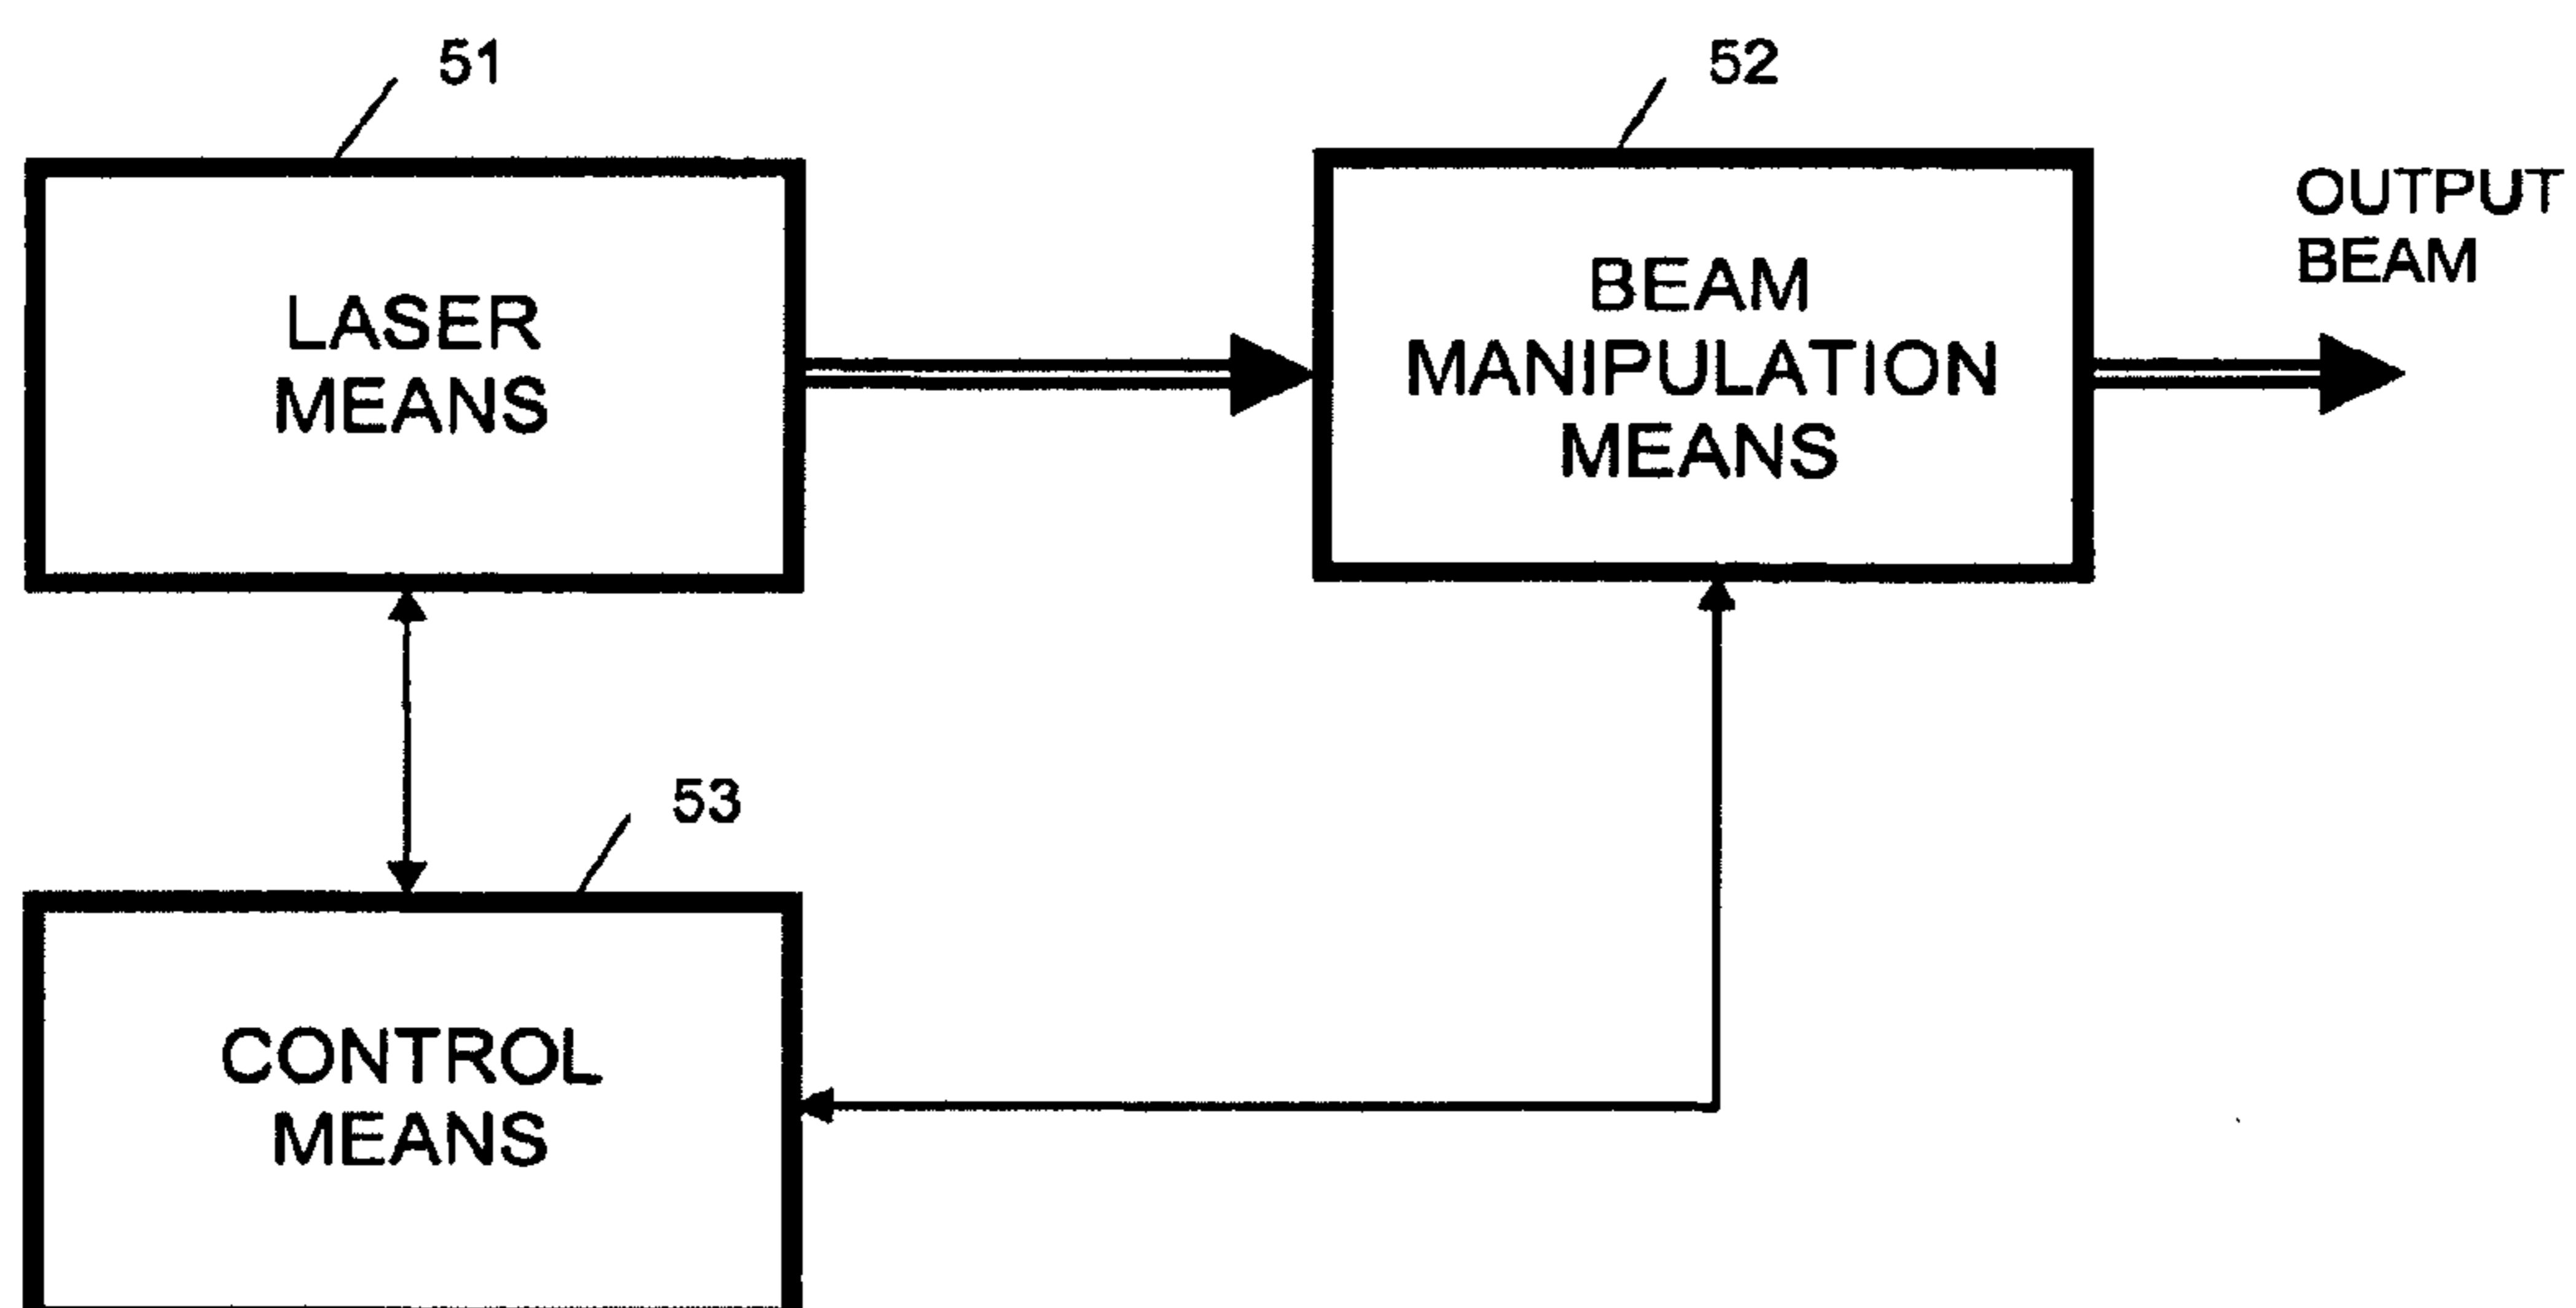 51
52
LASER
MEANS
BEAM
MANIPULATION
MEANS
OUTPUT
BEAM
53
CONTROL
MEANS